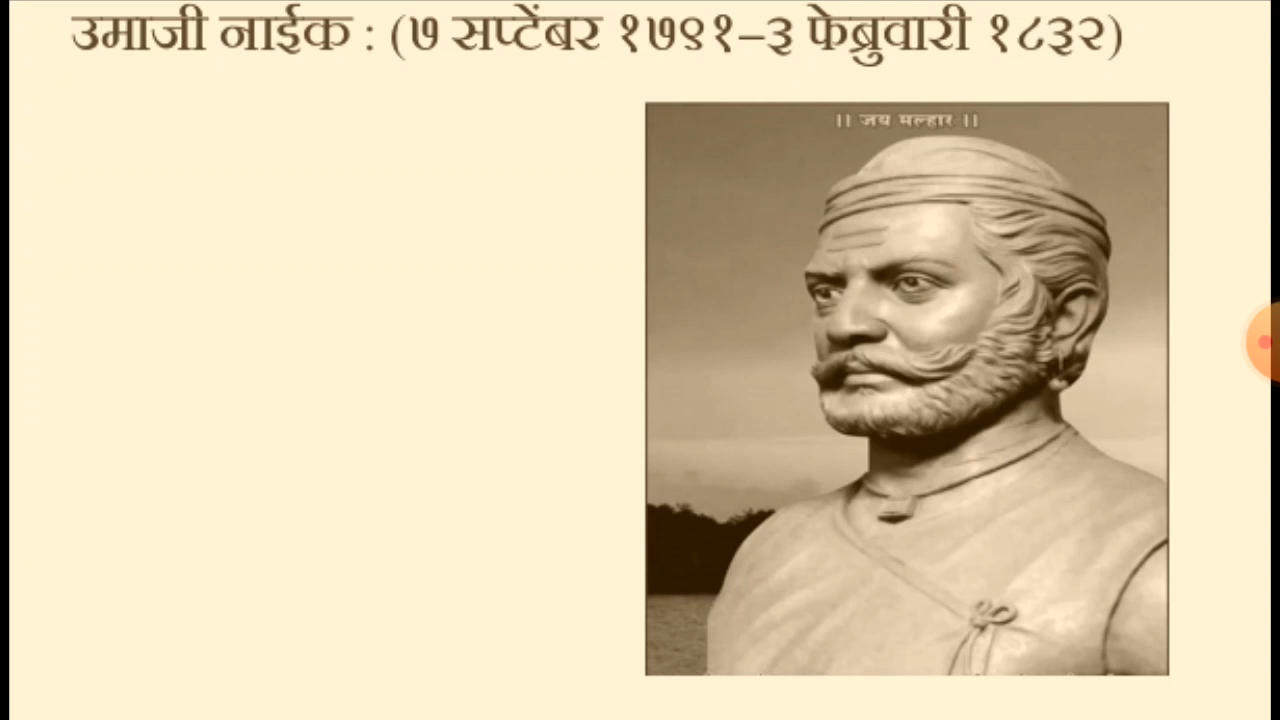 उमाजी नाईक : (७ सप्टेंबर १७९१–३ फेब्रुवारी १८३२)
।। जय मल्हार ।।